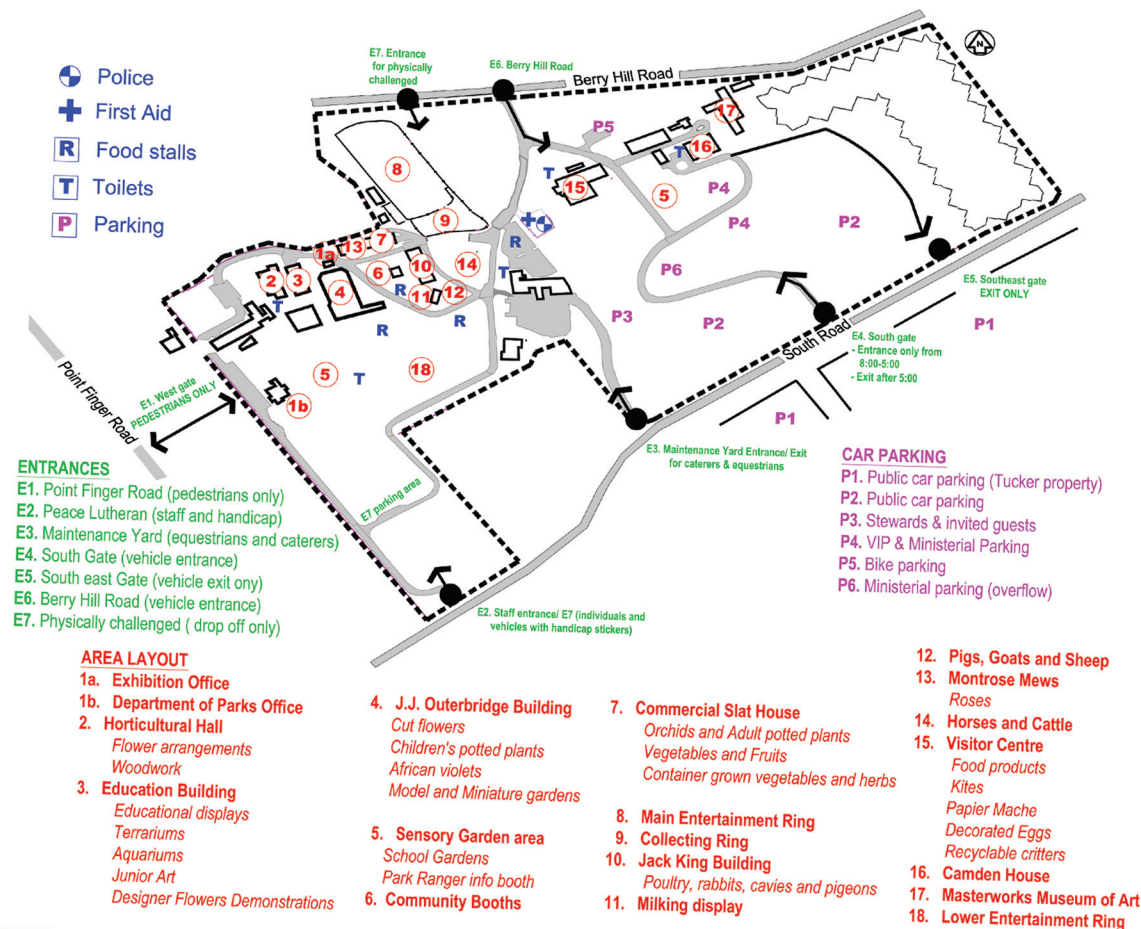 E7. Entrance
for physically
challenged
E6. Berry Hill Road
Berry Hill Road
N
Police
First Aid
R Food stalls
T Toilets
P Parking
17
P5
16
T
8
T
15
5
P4
9
P4
P2
R
7
13
1a
10
14
P6
2
3
6
T
4
R
11
12
T
E5. Southeast gate
EXIT ONLY
P3
P2
P1
R
R
South Road
E4. South gate
- Entrance only from
8:00-5:00
- Exit after 5:00
5
T
18
1b
Point Finger Road
E1. West gate
PEDESTRIANS ONLY
P1
E3. Maintenance Yard Entrance/ Exit
for caterers & equestrians
E7 parking area
E2. Staff entrance/ E7 (individuals and
vehicles with handicap stickers)
ENTRANCES
E1. Point Finger Road (pedestrians only)
E2. Peace Lutheran (staff and handicap)
E3. Maintenance Yard (equestrians and caterers)
E4. South Gate (vehicle entrance)
E5. South east Gate (vehicle exit ony)
E6. Berry Hill Road (vehicle entrance)
E7. Physically challenged ( drop off only)
CAR PARKING
P1. Public car parking (Tucker property)
P2. Public car parking
P3. Stewards & invited guests
P4. VIP & Ministerial Parking
P5. Bike parking
P6. Ministerial parking (overflow)
AREA LAYOUT
1a. Exhibition Office
1b. Department of Parks Office
2. Horticultural Hall
Flower arrangements
Woodwork
3. Education Building
Educational displays
Terrariums
Aquariums
Junior Art
Designer Flowers Demonstrations
4. J.J. Outerbridge Building
Cut flowers
Children's potted plants
African violets
Model and Miniature gardens
5. Sensory Garden area
School Gardens
Park Ranger info booth
6. Community Booths
7. Commercial Slat House
Orchids and Adult potted plants
Vegetables and Fruits
Container grown vegetables and herbs
8. Main Entertainment Ring
9. Collecting Ring
10. Jack King Building
Poultry, rabbits, cavies and pigeons
11. Milking display
12. Pigs, Goats and Sheep
13. Montrose Mews
Roses
14. Horses and Cattle
15. Visitor Centre
Food products
Kites
Papier Mache
Decorated Eggs
Recyclable critters
16. Camden House
17. Masterworks Museum of Art
18. Lower Entertainment Ring